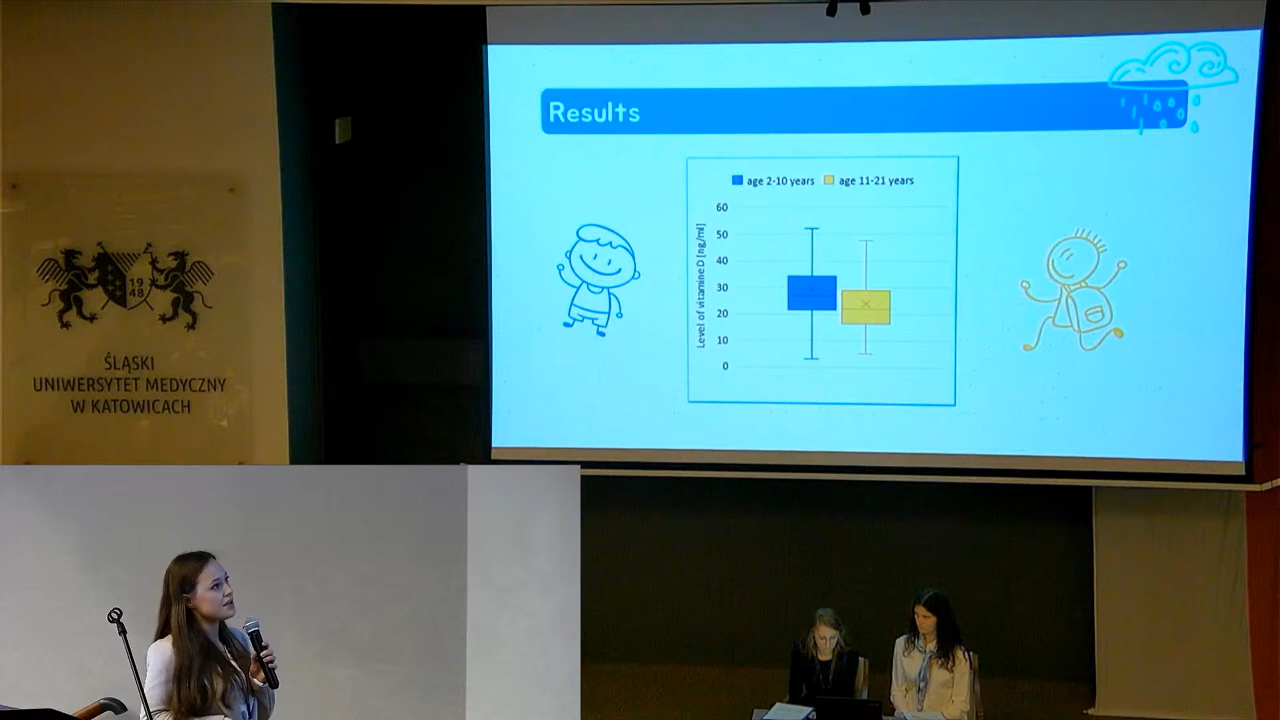 Results
age 2-10 years age 11-21 years
Level of vitamine D [ng/ml]
60
50
40
30
20
10
0
19
48
ŚLĄSKI
UNIWERSYTET MEDYCZNY
W KATOWICACH